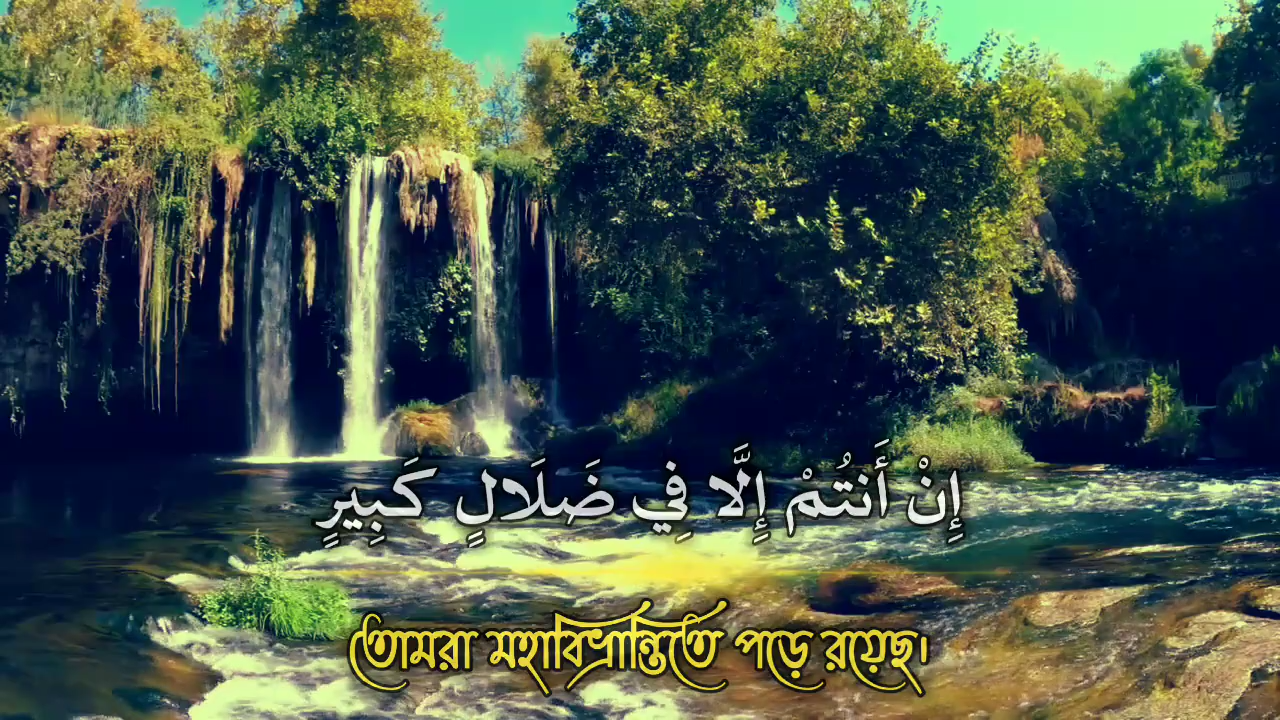 إِنْ أَنتُمْ إِلَّا فِي ضَلَالٍ كَبِيرٍ
তোমরা মহাবিভ্রান্তিতে পড়ে রয়েছ।